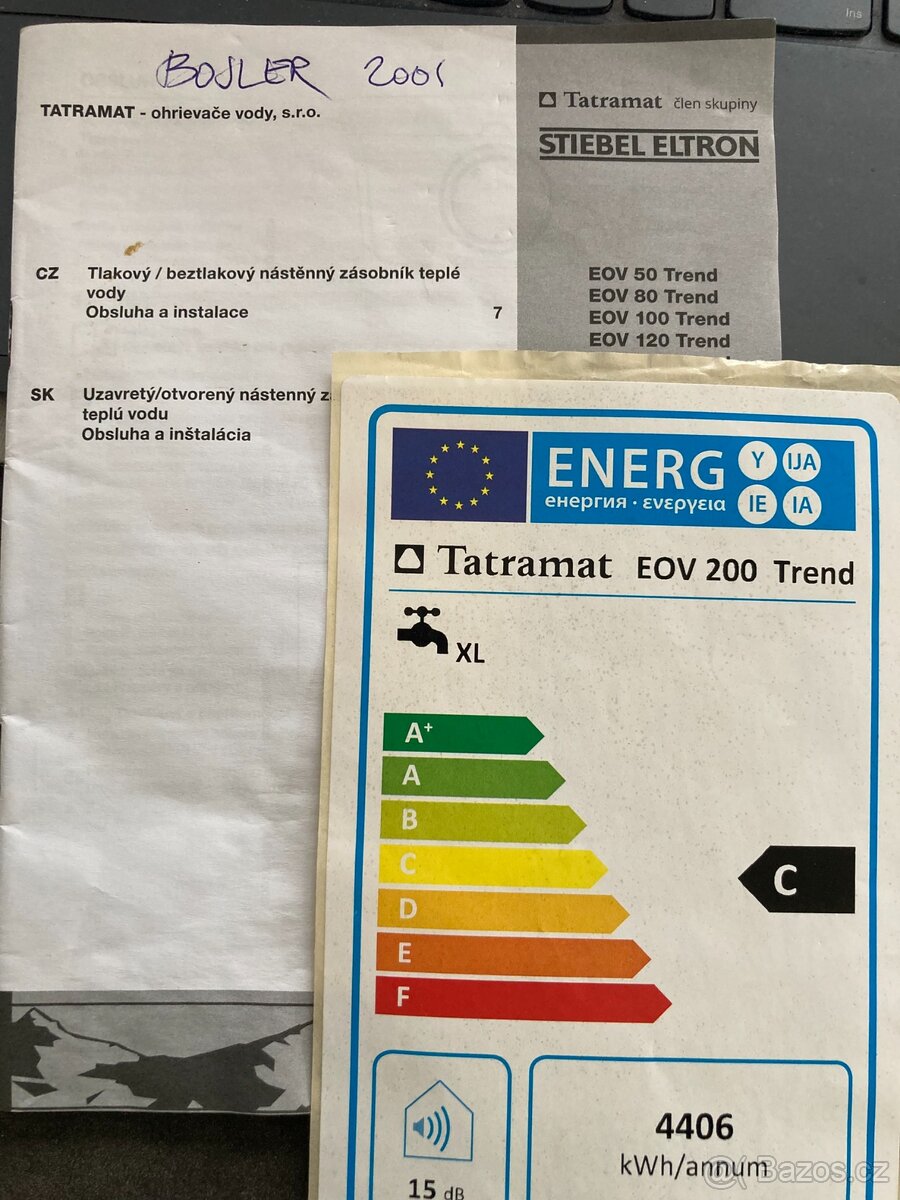 Ins
BOJLER 200l
TATRAMAT - ohrievače vody, s.r.o.
Tatramat člen skupiny
STIEBEL ELTRON
CZ Tlakový / beztlakový nástěnný zásobník teplé
vody
Obsluha a instalace 7
EOV 50 Trend
EOV 80 Trend
EOV 100 Trend
EOV 120 Trend
SK Uzavretý/otvorený nástenný
teplú vodu
Obsluha a inštalácia
ENERG Y IJA
енергия · ενεργεια IE IA
Tatramat EOV 200 Trend
XL
A+
A
B
C
C
D
E
F
4406
kWh/annum
15 dB
@ Bazos.cz